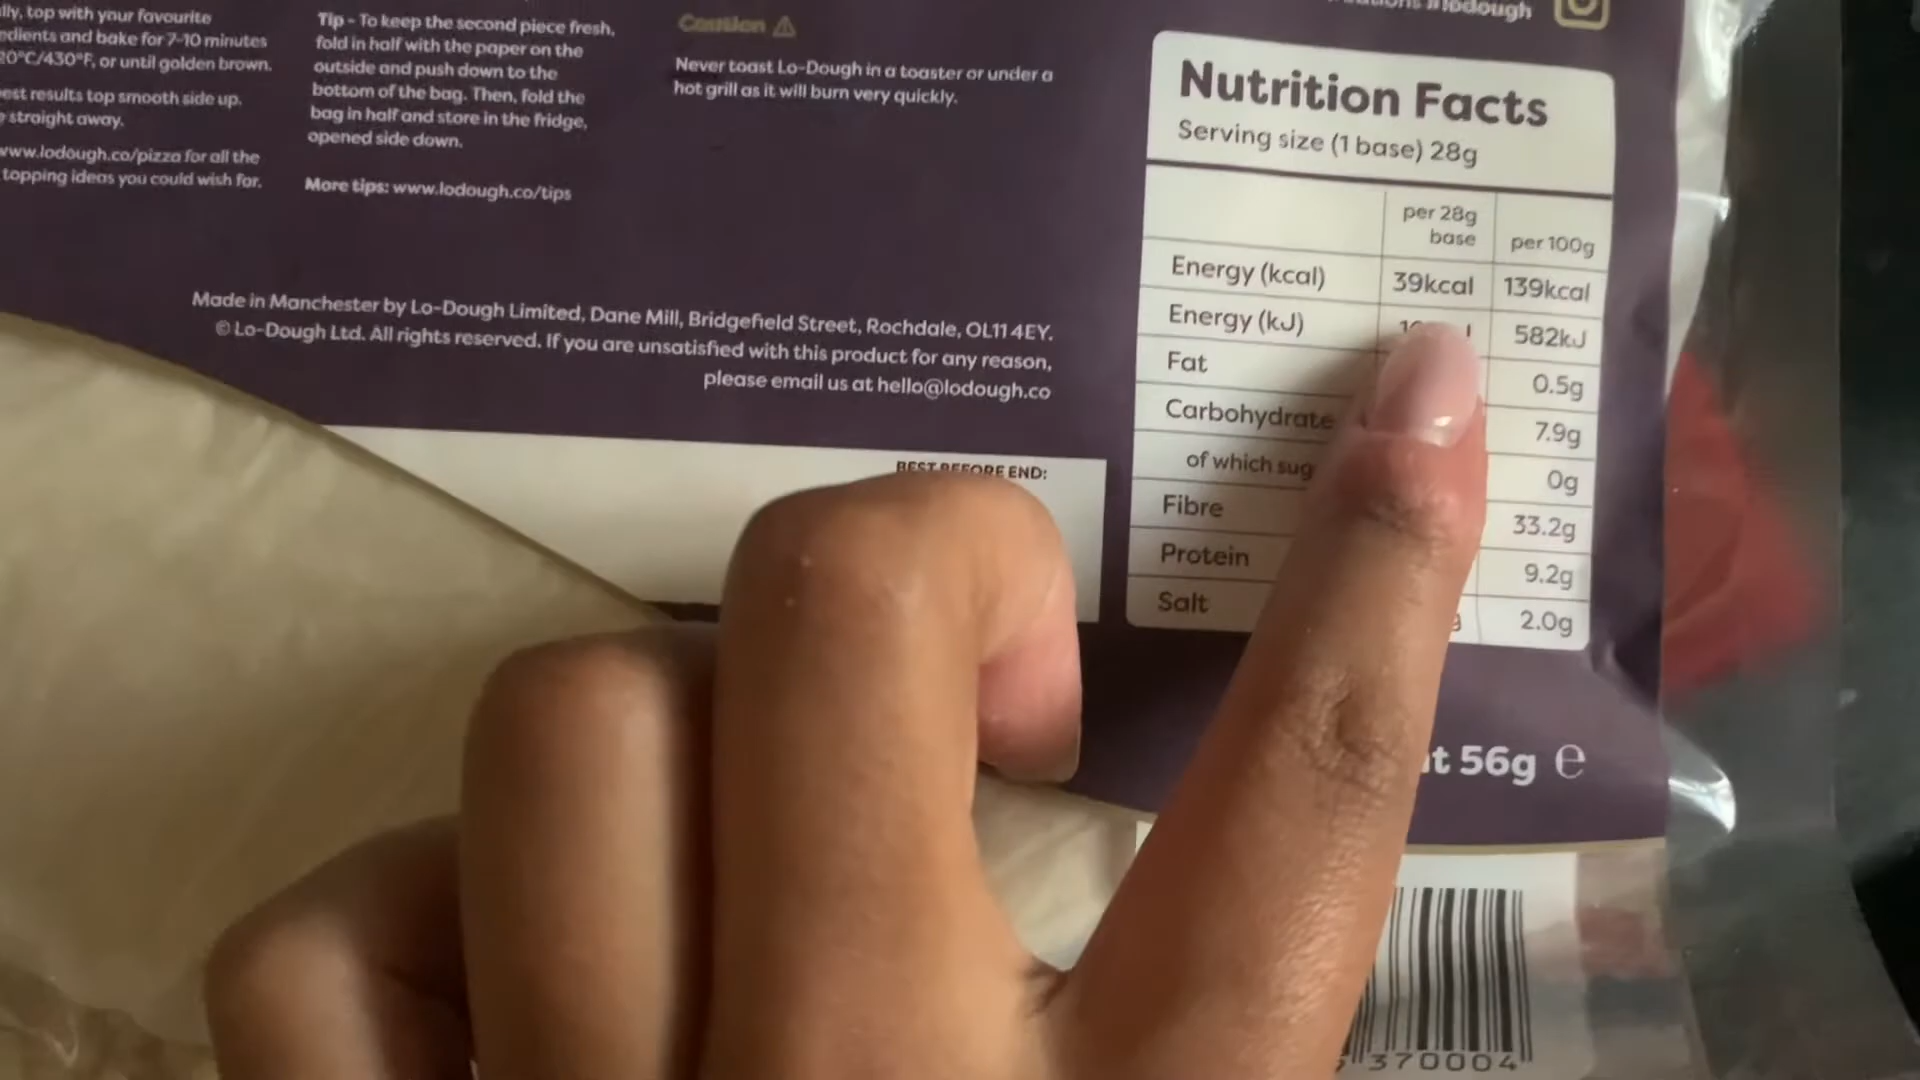 top with your favourite
and bake for 7-10 minutes
or until golden brown.
results top smooth side up.
straight away.
www.lodough.co/pizza for all the
topping ideas you could wish for.
Tip - To keep the second piece fresh,
fold in half with the paper on the
outside and push down to the
bottom of the bag. Then, fold the
bag in half and store in the fridge,
opened side down.
More tips: www.lodough.co/tips
Caution
Never toast Lo-Dough in a toaster or under a
hot grill as it will burn very quickly.
Made in Manchester by Lo-Dough Limited, Dane Mill, Bridgefield Street, Rochdale, OL11 4EY.
© Lo-Dough Ltd. All rights reserved. If you are unsatisfied with this product for any reason,
please email us at hello@lodough.co
BEST BEFORE END:
#lodough
Nutrition Facts
Serving size (1 base) 28g
per 28g base per 100g
Energy (kcal) 39kcal 139kcal
Energy (kJ) 582kJ
Fat 0.5g
Carbohydrate 7.9g
of which 0g
Fibre 33.2g
Protein 9.2g
Salt 2.0g
56g e
370004